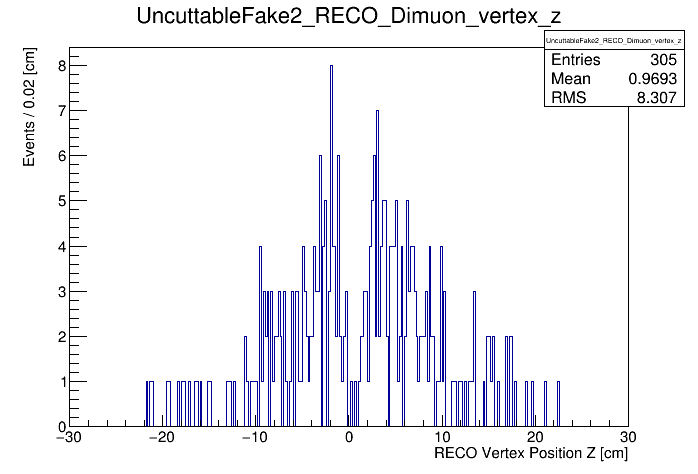 UncuttableFake2_RECO_Dimuon_vertex_z
UncuttableFake2_RECO_Dimuon_vertex_z
Entries 305
Mean 0.9693
RMS 8.307
Events / 0.02 [cm]
8
7
6
5
4
3
2
1
0
−30 −20 −10 0 10 20 30
RECO Vertex Position Z [cm]